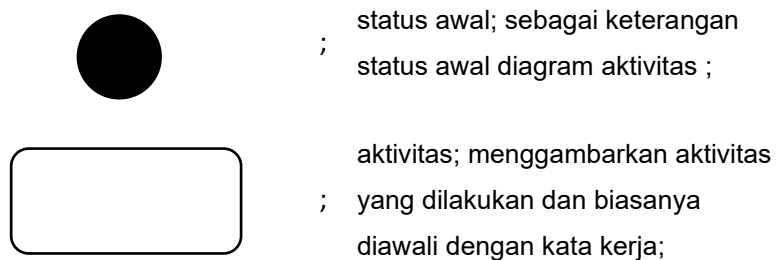 ; status awal; sebagai keterangan
status awal diagram aktivitas ;
aktivitas; menggambarkan aktivitas
; yang dilakukan dan biasanya
diawali dengan kata kerja;